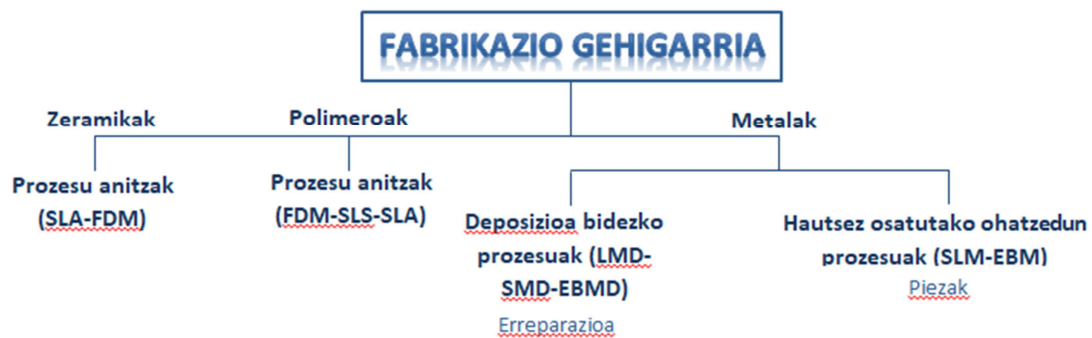 FABRIKAZIO GEHIGARRIA
Zeramikak
Polimeroak
Metalak
Prozesu anitzak
(SLA-FDM)
Prozesu anitzak
(FDM-SLS-SLA)
Deposizioa bidezko
prozesuak (LMD-
SMD-EBMD)
Erreparazioa
Hautsez osatutako ohatzedun
prozesuak (SLM-EBM)
Piezak